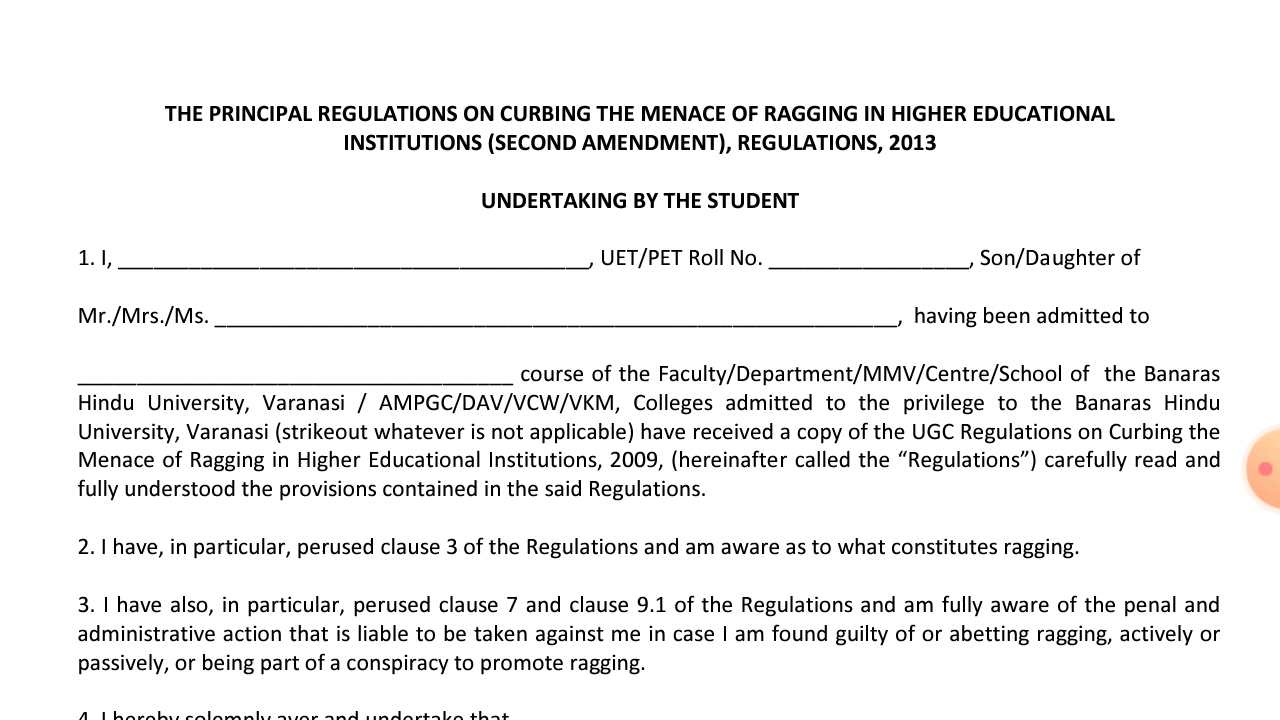 THE PRINCIPAL REGULATIONS ON CURBING THE MENACE OF RAGGING IN HIGHER EDUCATIONAL
INSTITUTIONS (SECOND AMENDMENT), REGULATIONS, 2013
UNDERTAKING BY THE STUDENT
1. I, ________________________________________, UET/PET Roll No. _________________, Son/Daughter of
Mr./Mrs./Ms. __________________________________________________________, having been admitted to
_____________________________________ course of the Faculty/Department/MMV/Centre/School of the Banaras
Hindu University, Varanasi / AMPGC/DAV/VCW/VKM, Colleges admitted to the privilege to the Banaras Hindu
University, Varanasi (strikeout whatever is not applicable) have received a copy of the UGC Regulations on Curbing the
Menace of Ragging in Higher Educational Institutions, 2009, (hereinafter called the “Regulations”) carefully read and
fully understood the provisions contained in the said Regulations.
2. I have, in particular, perused clause 3 of the Regulations and am aware as to what constitutes ragging.
3. I have also, in particular, perused clause 7 and clause 9.1 of the Regulations and am fully aware of the penal and
administrative action that is liable to be taken against me in case I am found guilty of or abetting ragging, actively or
passively, or being part of a conspiracy to promote ragging.
4. I hereby solemnly aver and undertake that